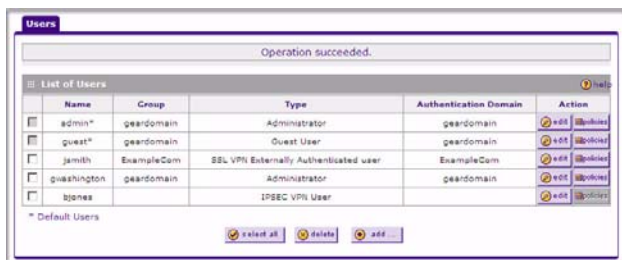 Users
Operation succeeded.
List of Users
help
Name Group Type Authentication Domain Action
admin* geardomain Administrator geardomain edit policies
guest* geardomain Guest User geardomain edit policies
jsmith ExampleCom SSL VPN Externally Authenticated user ExampleCom edit policies
gwashington geardomain Administrator geardomain edit policies
bjones IPSEC VPN User edit policies
* Default Users
select all delete add ...